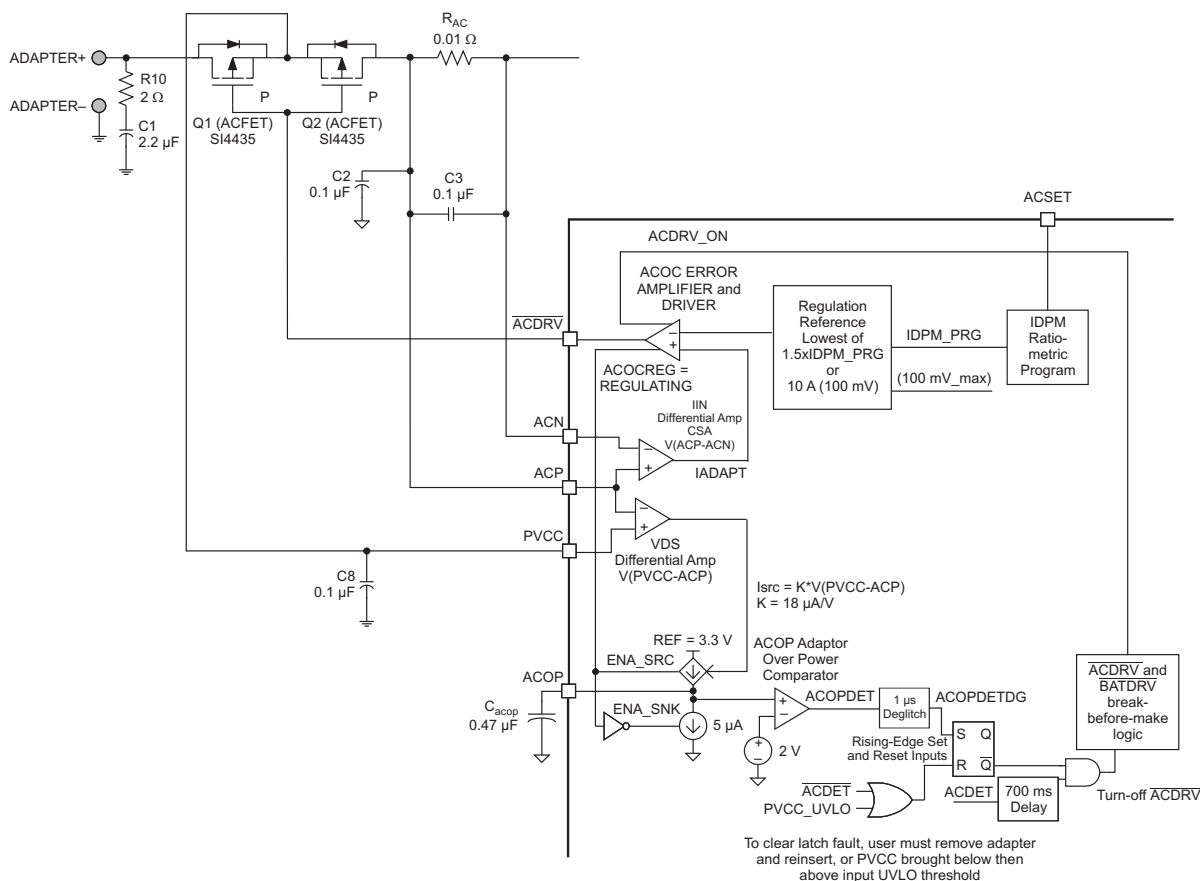 R_AC
0.01 Ω
ADAPTER+
R10
2 Ω
ADAPTER–
C1
2.2 µF
P
P
Q1 (ACFET)
SI4435
Q2 (ACFET)
SI4435
C2
0.1 µF
C3
0.1 µF
ACSET
ACDRV_ON
ACOC ERROR
AMPLIFIER and
DRIVER
Regulation
Reference
Lowest of
1.5xIDPM_PRG
or
10 A (100 mV)
IDPM_PRG
(100 mV_max)
IDPM
Ratio-
metric
Program
ACDRV
–
+
ACOCREG =
REGULATING
IIN
Differential Amp
CSA
V(ACP-ACN)
ACN
–
+
IADAPT
ACP
–
+
PVCC
VDS
Differential Amp
V(PVCC-ACP)
C8
0.1 µF
Isrc = K*V(PVCC-ACP)
K = 18 µA/V
REF = 3.3 V
ENA_SRC
ACOP Adaptor
Over Power
Comparator
ACOP
C_acop
0.47 µF
ENA_SNK
5 µA
+
–
ACOPDET
1 µs
Deglitch
ACOPDETDG
+
–
2 V
Rising-Edge Set
and Reset Inputs
S Q
R Q
ACDRV and
BATDRV
break-
before-make
logic
ACDET
PVCC_UVLO
ACDET
700 ms
Delay
Turn-off ACDRV
To clear latch fault, user must remove adapter
and reinsert, or PVCC brought below then
above input UVLO threshold